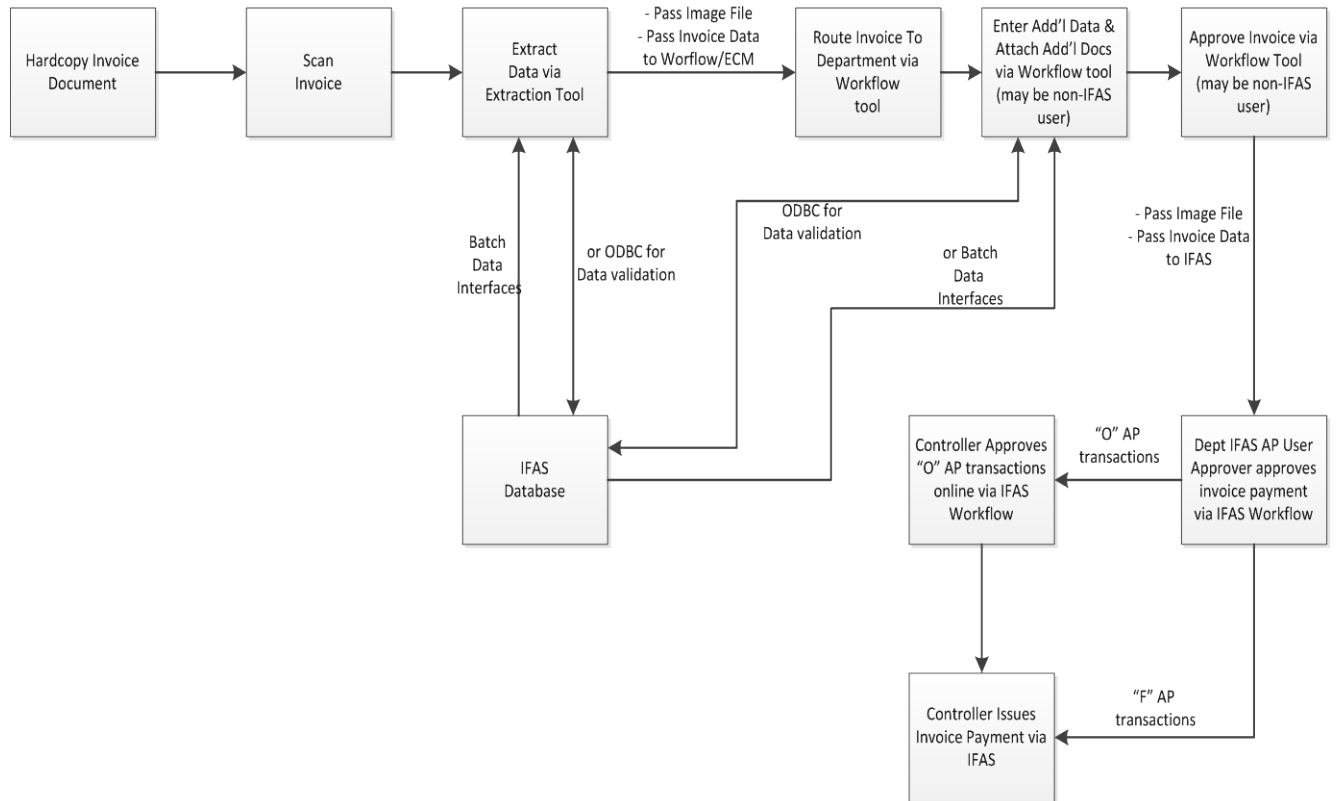 Hardcopy Invoice
Document
Scan
Invoice
Extract
Data via
Extraction Tool
- Pass Image File
- Pass Invoice Data
to Worflow/ECM
Route Invoice To
Department via
Workflow
tool
Enter Add’l Data &
Attach Add’l Docs
via Workflow tool
(may be non-IFAS
user)
Approve Invoice via
Workflow Tool
(may be non-IFAS
user)
Batch
Data
Interfaces
or ODBC for
Data validation
ODBC for
Data validation
or Batch
Data
Interfaces
- Pass Image File
- Pass Invoice Data
to IFAS
IFAS
Database
Controller Approves
“O” AP transactions
online via IFAS
Workflow
“O” AP
transactions
Dept IFAS AP User
Approver approves
invoice payment
via IFAS Workflow
Controller Issues
Invoice Payment via
IFAS
“F” AP
transactions